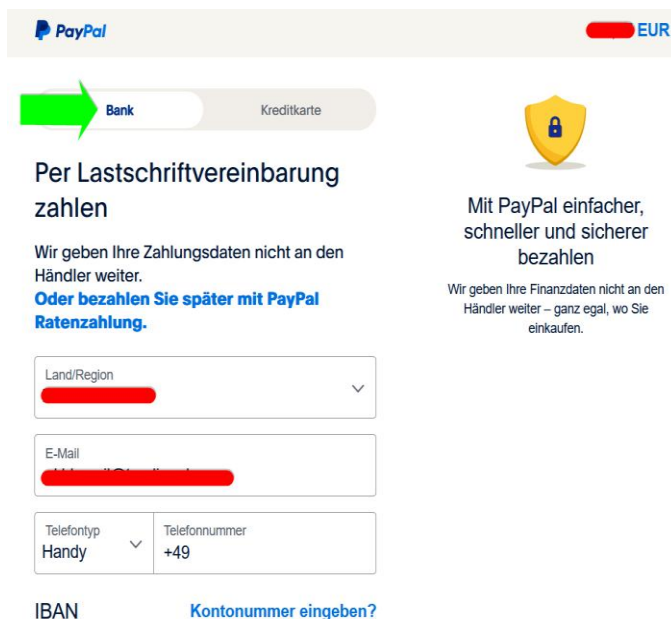 PayPal
EUR
Bank
Kreditkarte
Per Lastschriftvereinbarung
zahlen
Wir geben Ihre Zahlungsdaten nicht an den
Händler weiter.
Oder bezahlen Sie später mit PayPal
Ratenzahlung.
Land/Region
E-Mail
Telefontyp
Handy
Telefonnummer
+49
IBAN
Kontonummer eingeben?
Mit PayPal einfacher,
schneller und sicherer
bezahlen
Wir geben Ihre Finanzdaten nicht an den
Händler weiter – ganz egal, wo Sie
einkaufen.